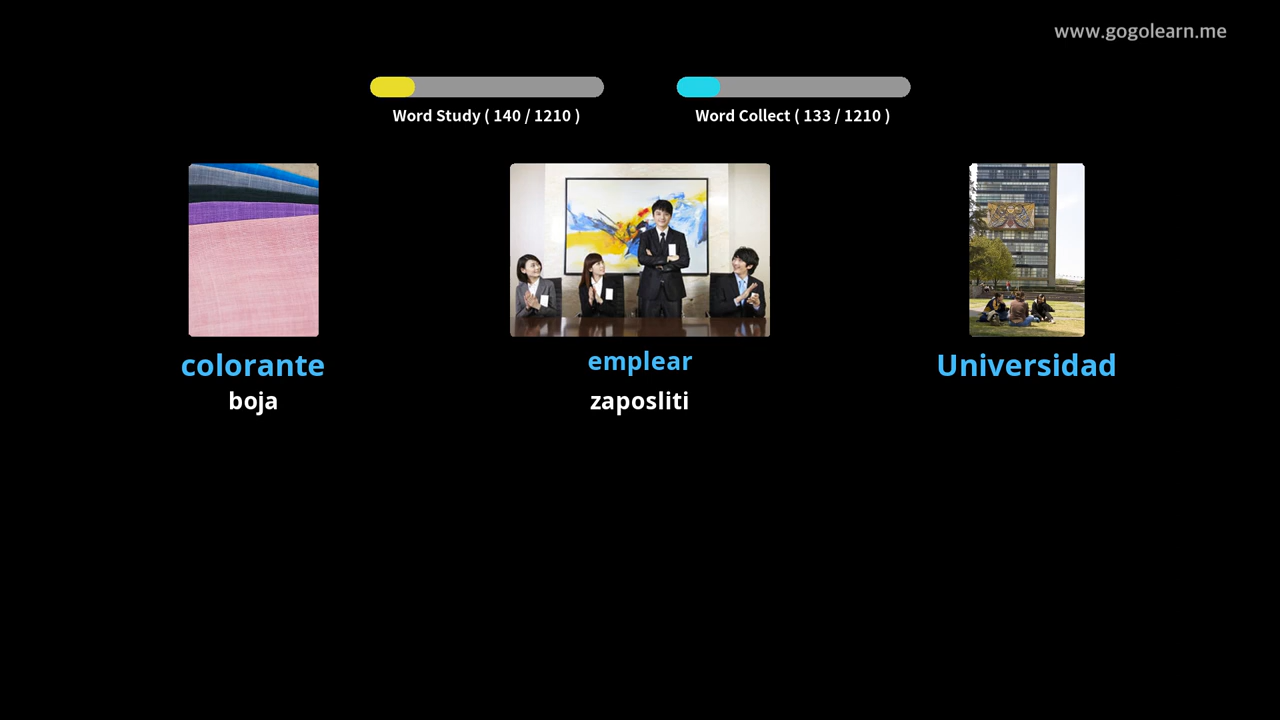 www.gogolearn.me
Word Study ( 140 / 1210 )
Word Collect ( 133 / 1210 )
colorante
boja
emplear
zaposliti
Universidad